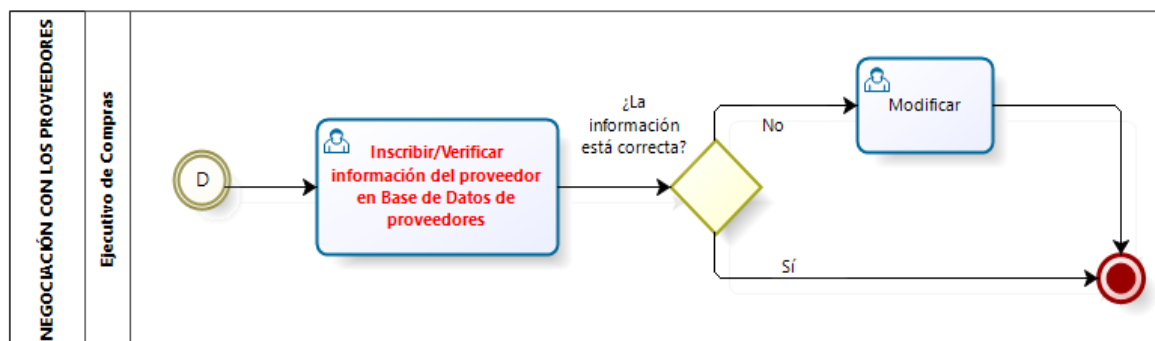 NEGOCIACIÓN CON LOS PROVEEDORES
Ejecutivo de Compras
D
Inscribir/Verificar
información del proveedor
en Base de Datos de
proveedores
¿La
información
está correcta?
No
Modificar
Sí